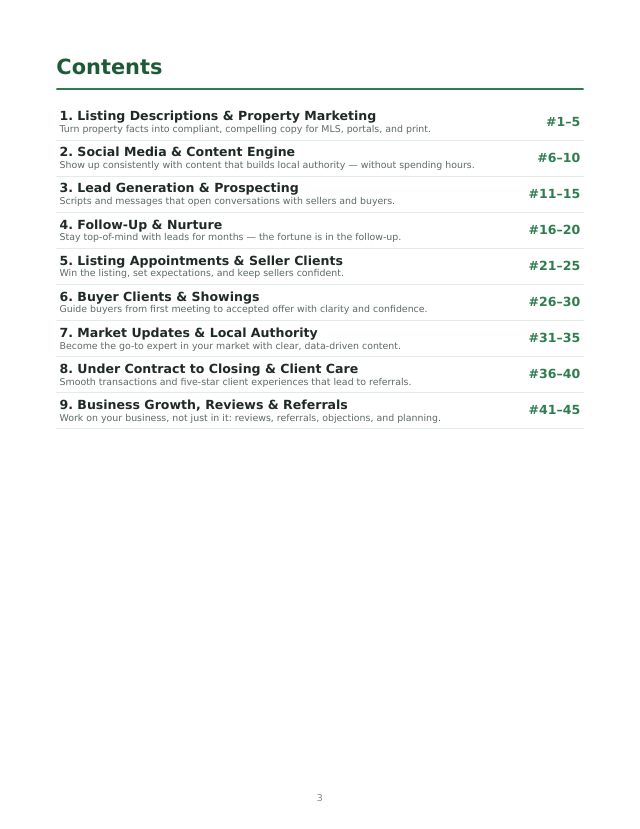 Contents
1. Listing Descriptions & Property Marketing
Turn property facts into compliant, compelling copy for MLS, portals, and print.
#1–5
2. Social Media & Content Engine
Show up consistently with content that builds local authority — without spending hours.
#6–10
3. Lead Generation & Prospecting
Scripts and messages that open conversations with sellers and buyers.
#11–15
4. Follow-Up & Nurture
Stay top-of-mind with leads for months — the fortune is in the follow-up.
#16–20
5. Listing Appointments & Seller Clients
Win the listing, set expectations, and keep sellers confident.
#21–25
6. Buyer Clients & Showings
Guide buyers from first meeting to accepted offer with clarity and confidence.
#26–30
7. Market Updates & Local Authority
Become the go-to expert in your market with clear, data-driven content.
#31–35
8. Under Contract to Closing & Client Care
Smooth transactions and five-star client experiences that lead to referrals.
#36–40
9. Business Growth, Reviews & Referrals
Work on your business, not just in it: reviews, referrals, objections, and planning.
#41–45
3